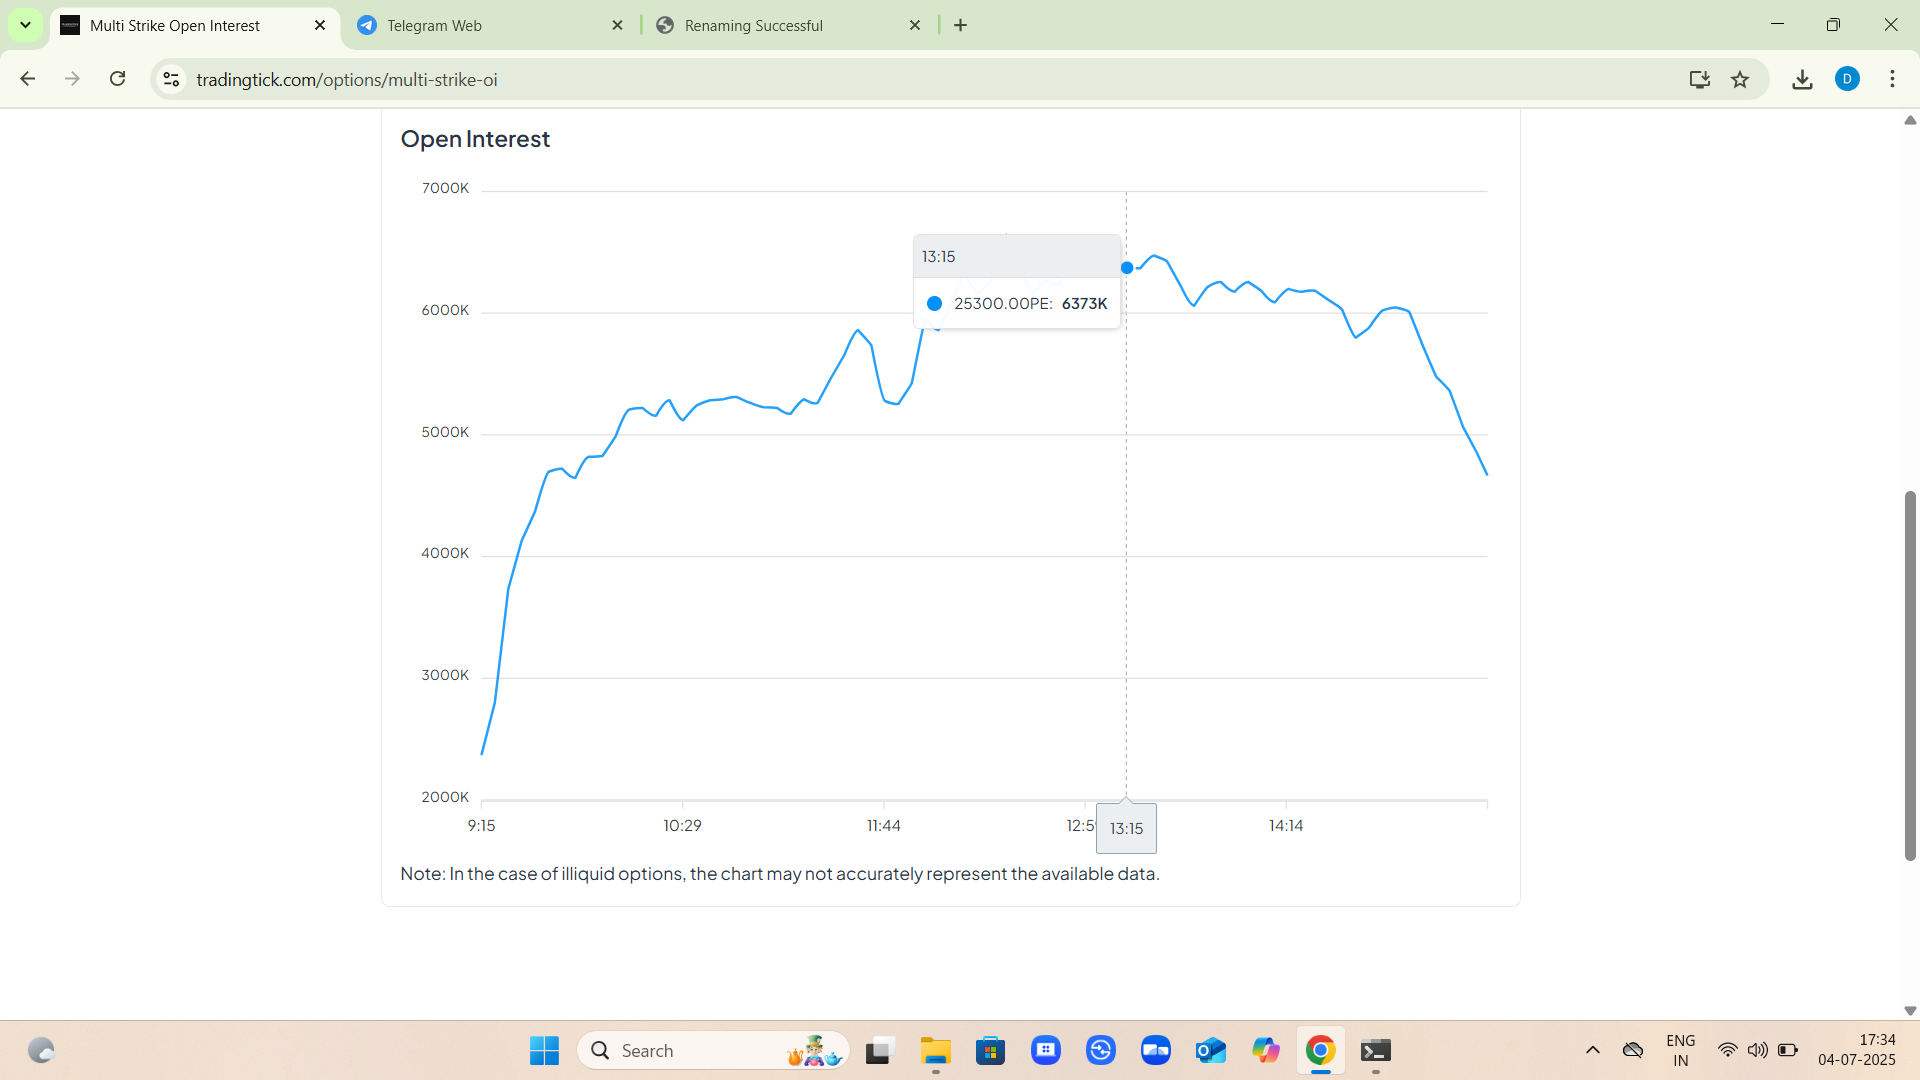 Multi Strike Open Interest
Telegram Web
Renaming Successful
tradingtick.com/options/multi-strike-oi
D
Open Interest
7000K
6000K
5000K
4000K
3000K
2000K
13:15
25300.00PE: 6373K
9:15
10:29
11:44
12:5
13:15
14:14
Note: In the case of illiquid options, the chart may not accurately represent the available data.
Search
ENG
IN
17:34
04-07-2025